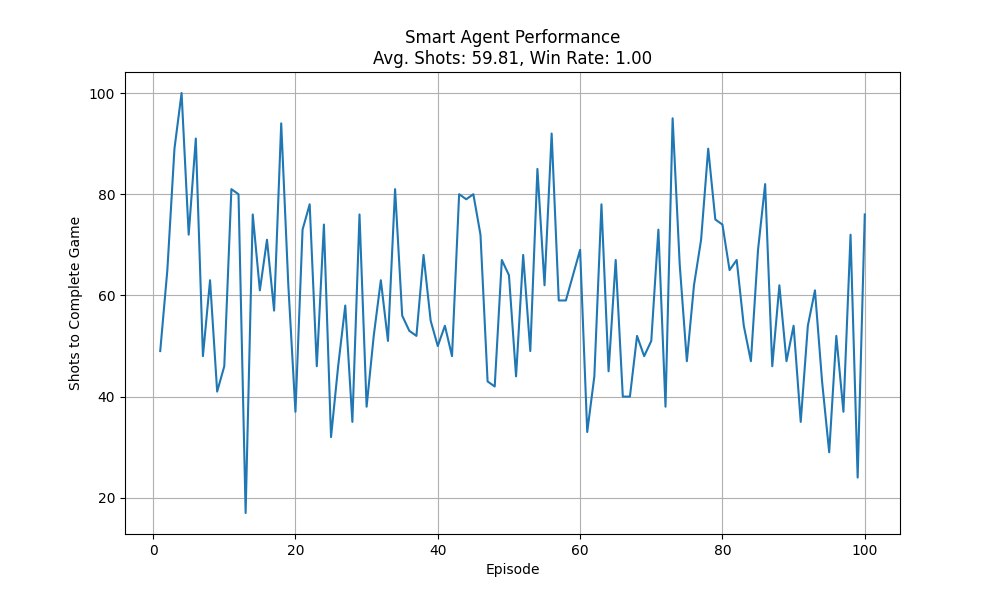 Smart Agent Performance
Avg. Shots: 59.81, Win Rate: 1.00
Shots to Complete Game
100
80
60
40
20
0 20 40 60 80 100
Episode